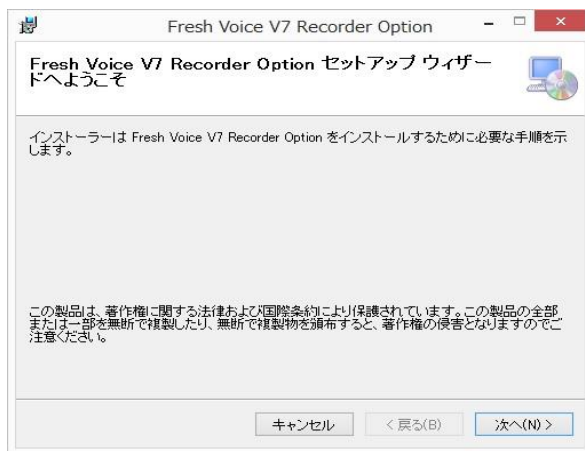 Fresh Voice V7 Recorder Option
Fresh Voice V7 Recorder Option セットアップ ウィザー
ドへようこそ
インストーラーは Fresh Voice V7 Recorder Option をインストールするために必要な手順を示
します。
この製品は、著作権に関する法律および国際条約により保護されています。この製品の全部
または一部を無断で複製したり、無断で複製物を頒布すると、著作権の侵害となりますのでご
注意ください。
キャンセル
< 戻る(B)
次へ(N) >